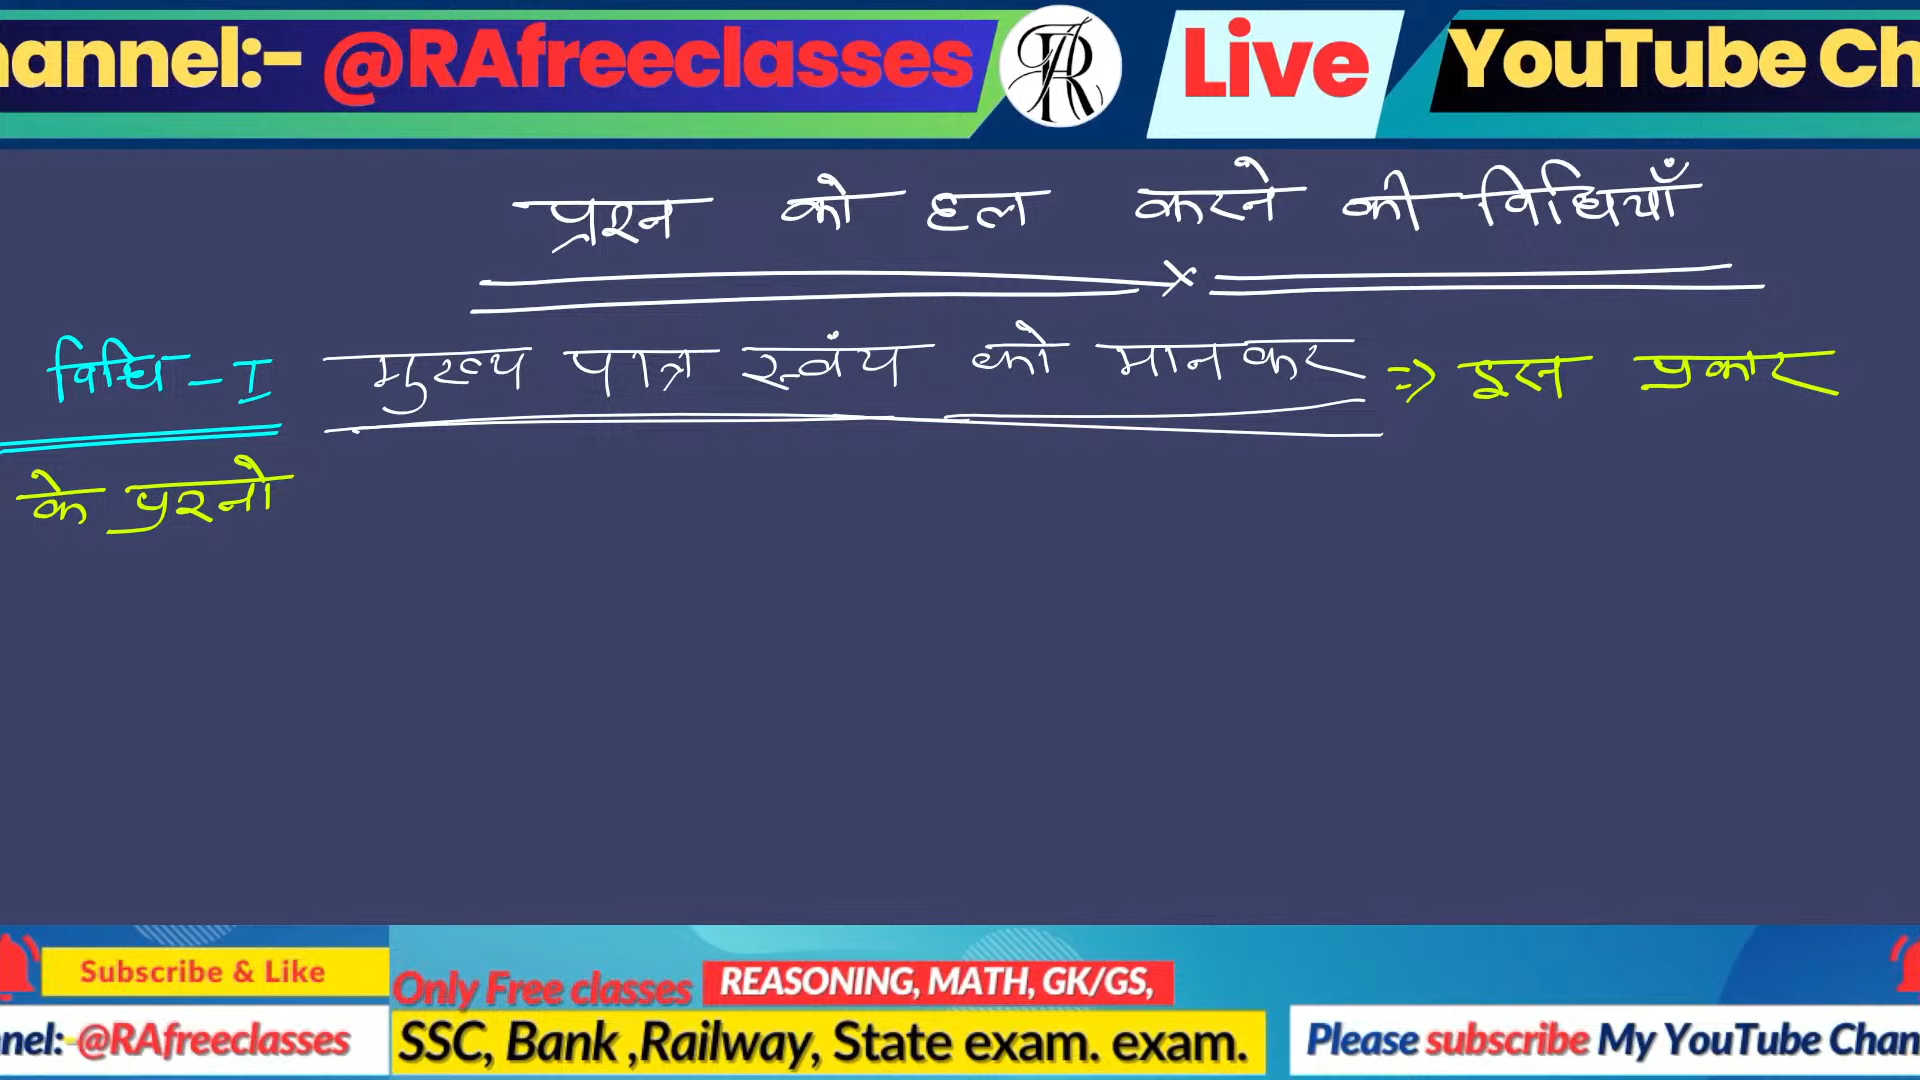 hannel:- @RAfreeclasses Live YouTube Ch
प्रश्न को हल करने की विधियाँ
विधि - I मुख्य पात्र स्वंय को मानकर => इस प्रकार
के प्रश्नो
Subscribe & Like
Only Free classes REASONING, MATH, GK/GS,
nel:-@RAfreeclasses SSC, Bank ,Railway, State exam. exam. Please subscribe My YouTube Chan